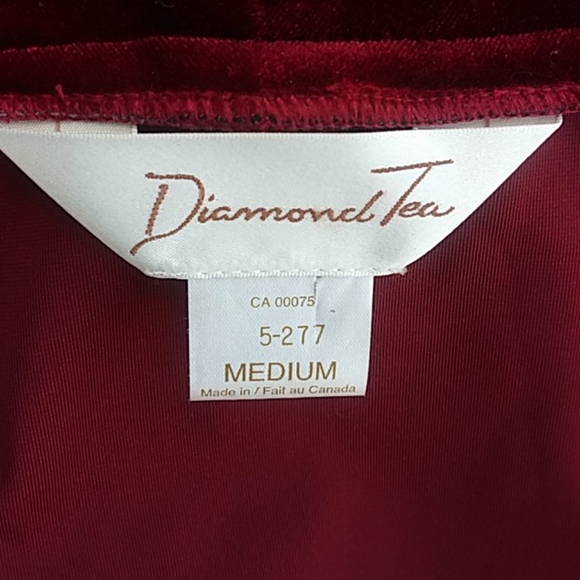 Diamond Tea
CA 00075
5-277
MEDIUM
Made in / Fait au Canada